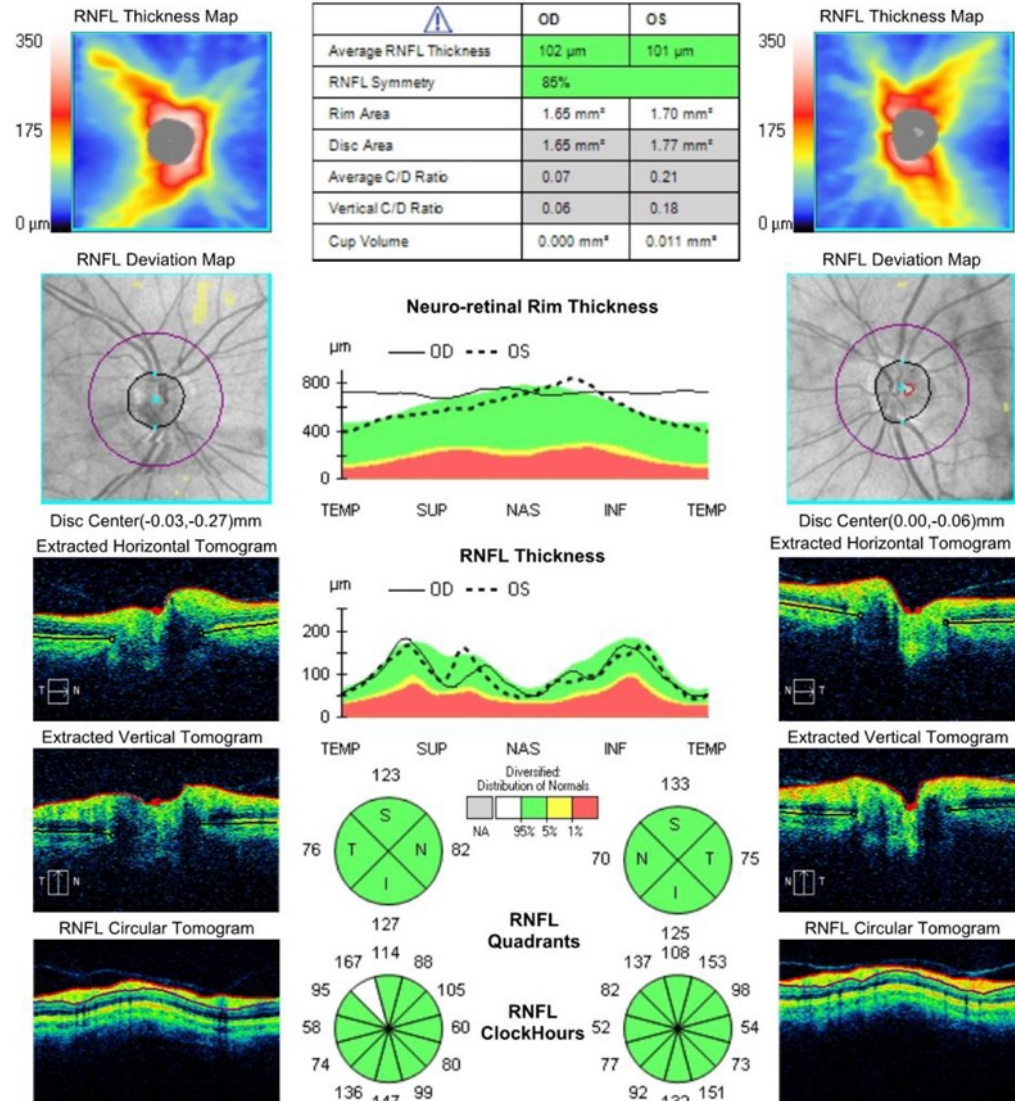 RNFL Thickness Map
350
175
0 µm
OD OS
Average RNFL Thickness 102 µm 101 µm
RNFL Symmetry 85%
Rim Area 1.65 mm² 1.70 mm²
Disc Area 1.65 mm² 1.77 mm²
Average C/D Ratio 0.07 0.21
Vertical C/D Ratio 0.06 0.18
Cup Volume 0.000 mm³ 0.011 mm³
RNFL Thickness Map
350
175
0 µm
RNFL Deviation Map
Disc Center(-0.03,-0.27)mm
Neuro-retinal Rim Thickness
µm OD OS
800
400
0
TEMP SUP NAS INF TEMP
RNFL Deviation Map
Disc Center(0.00,-0.06)mm
Extracted Horizontal Tomogram
T N
RNFL Thickness
µm OD OS
200
100
0
TEMP SUP NAS INF TEMP
Extracted Horizontal Tomogram
N T
Extracted Vertical Tomogram
T N
Diversified:
Distribution of Normals
NA 95% 5% 1%
123
S
76 T N 82
I
127
133
S
70 N T 75
I
125
RNFL
Quadrants
Extracted Vertical Tomogram
N T
RNFL Circular Tomogram
114
167 88
95 105
58 60
74 80
136 99
147
RNFL
ClockHours
108
137 153
82 98
52 54
77 73
92 151
132
RNFL Circular Tomogram